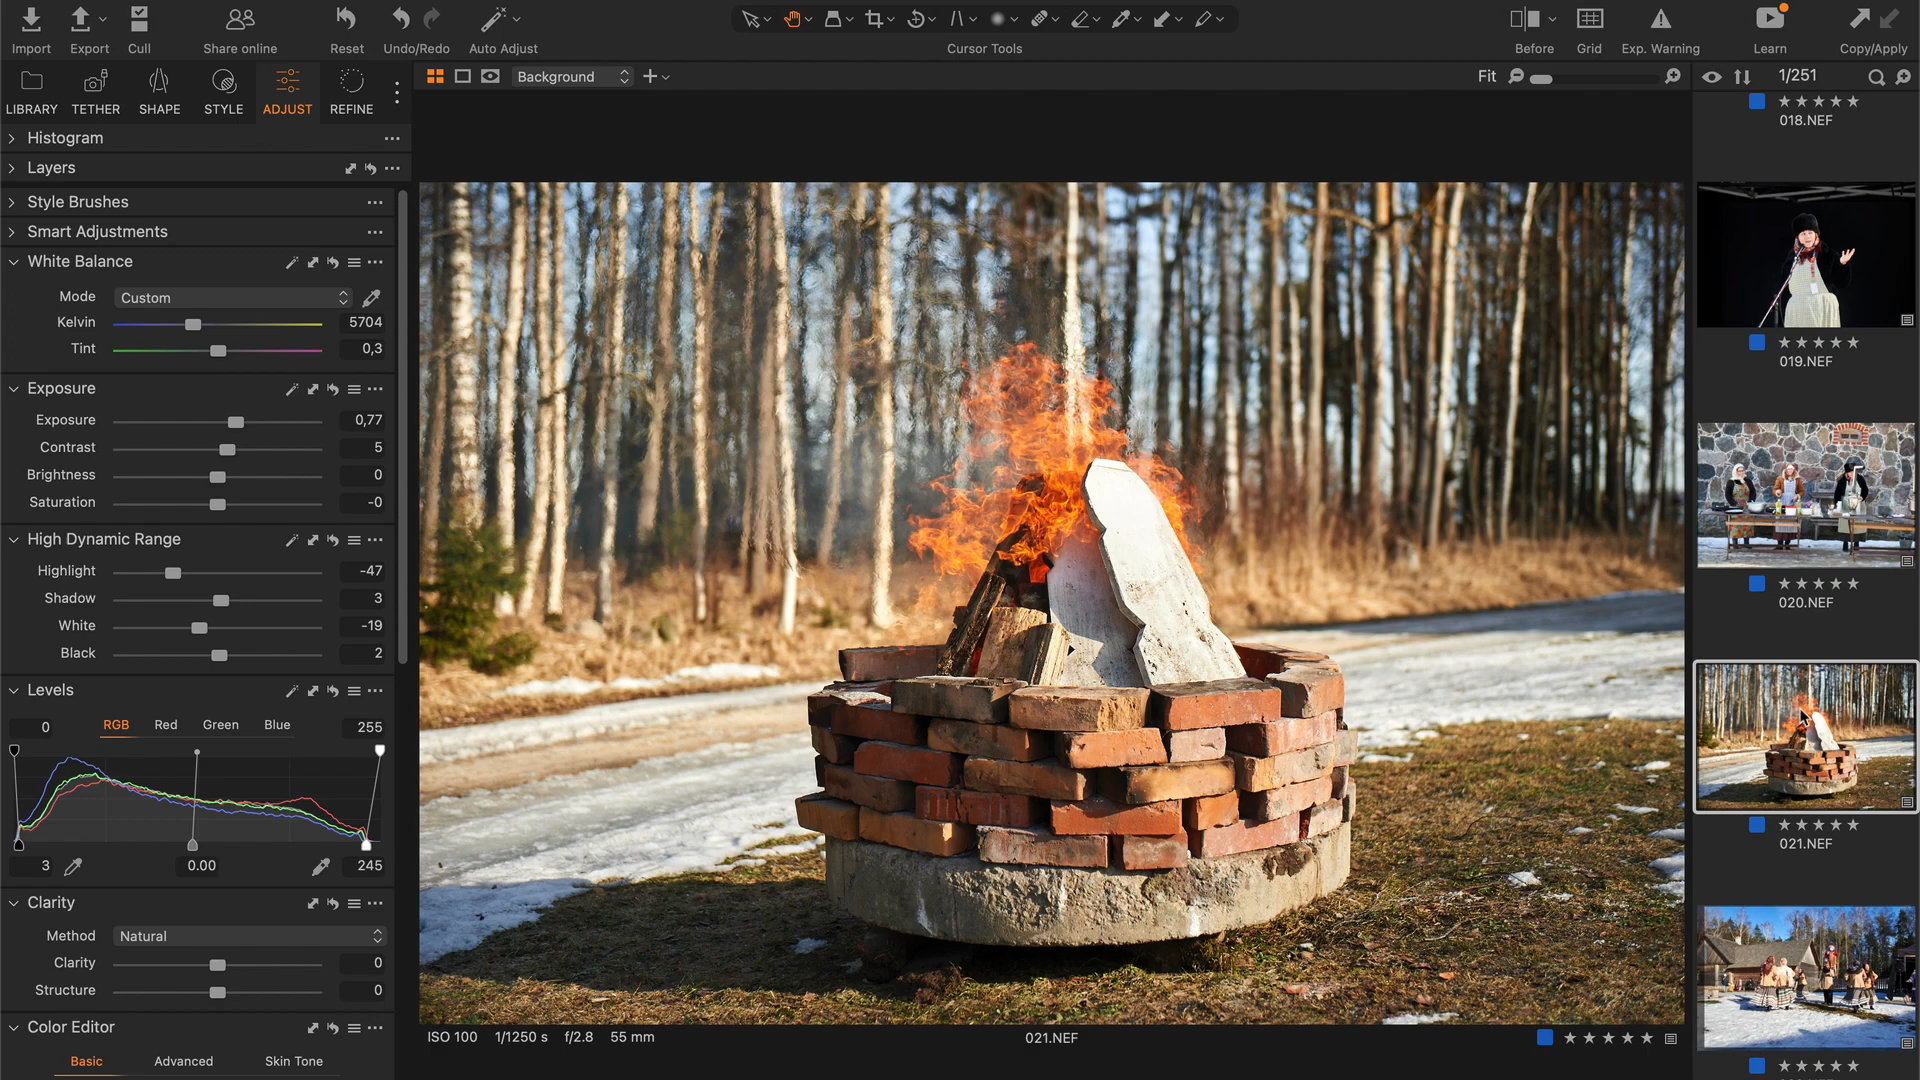 Import Export Cull Share online Reset Undo/Redo Auto Adjust Cursor Tools Before Grid Exp. Warning Learn Copy/Apply
LIBRARY TETHER SHAPE STYLE ADJUST REFINE
Background
Fit
1/251
Histogram
Layers
Style Brushes
Smart Adjustments
White Balance
Mode Custom
Kelvin 5704
Tint 0,3
Exposure
Exposure 0,77
Contrast 5
Brightness 0
Saturation -0
High Dynamic Range
Highlight -47
Shadow 3
White -19
Black 2
Levels
0 RGB Red Green Blue 255
3 0.00 245
Clarity
Method Natural
Clarity 0
Structure 0
Color Editor
Basic Advanced Skin Tone
ISO 100 1/1250 s f/2.8 55 mm 021.NEF
018.NEF
019.NEF
020.NEF
021.NEF